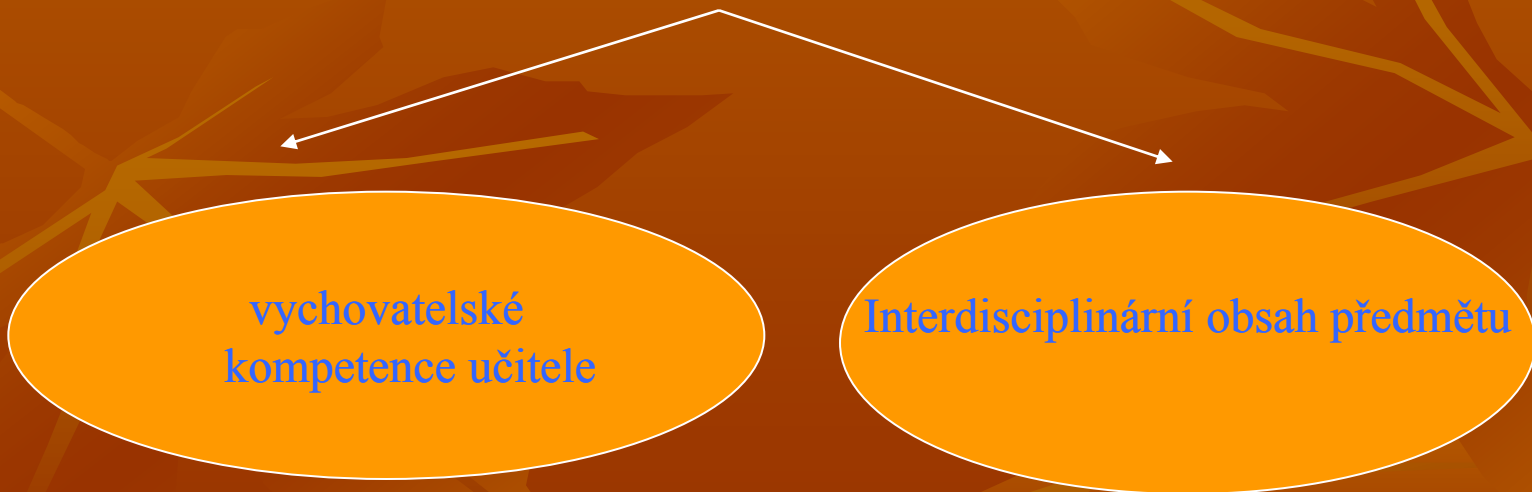 vychovatelské
kompetence učitele
Interdisciplinární obsah předmětu